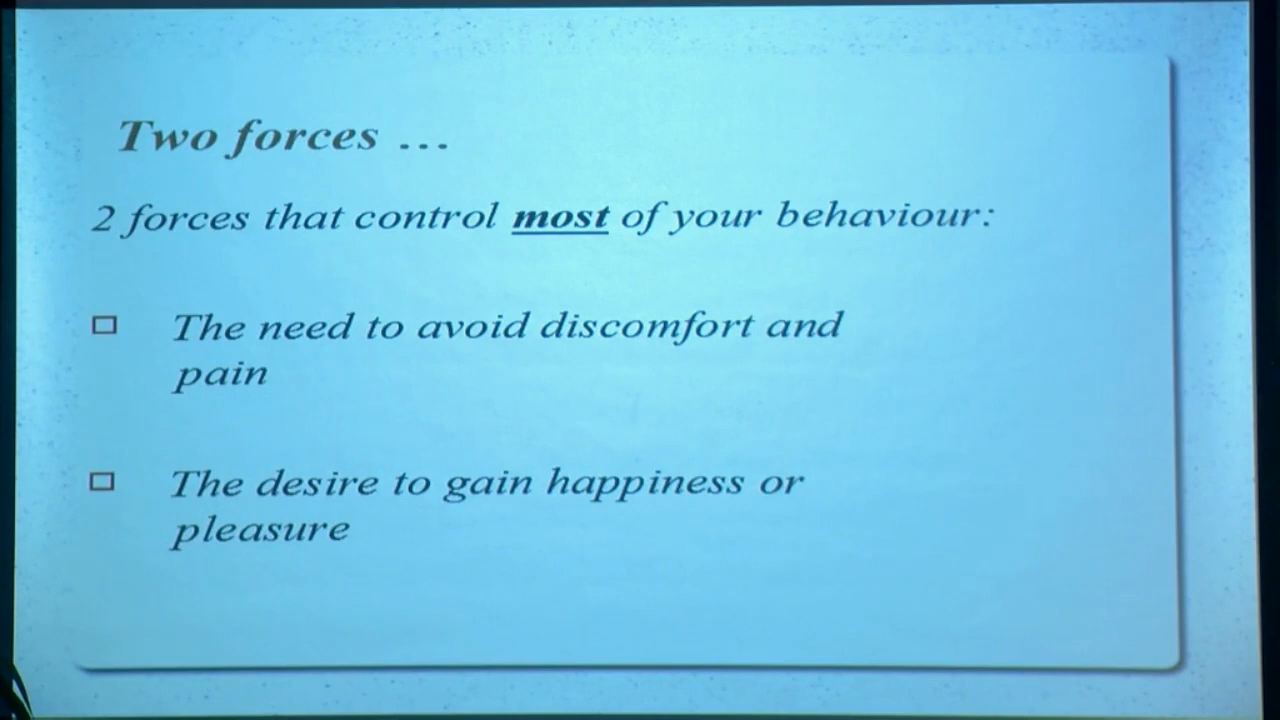 Two forces ...
2 forces that control most of your behaviour:
The need to avoid discomfort and
pain
The desire to gain happiness or
pleasure